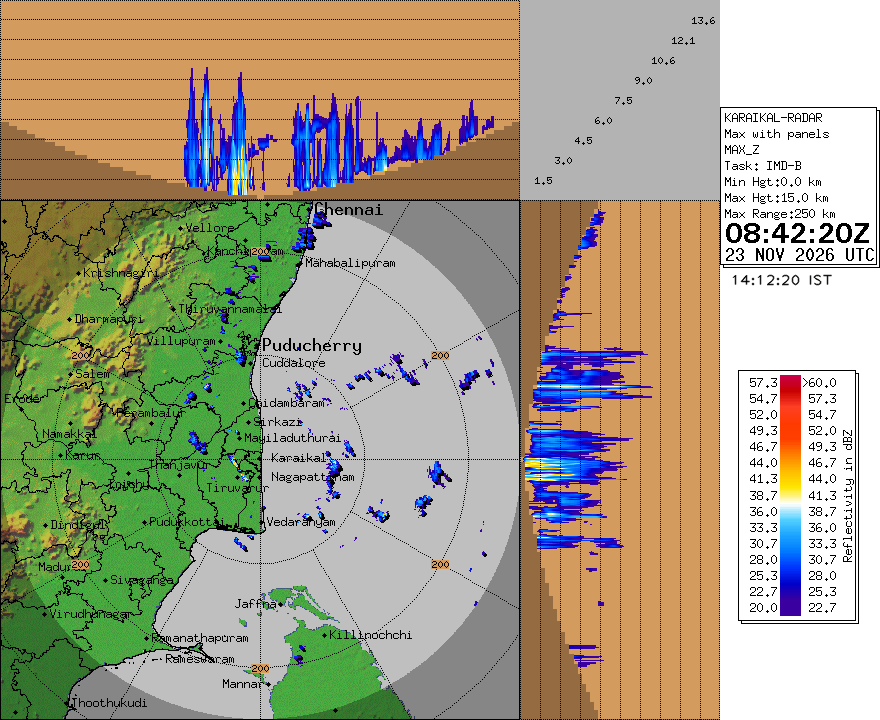 13.6
12.1
10.6
9.0
7.5
6.0
4.5
3.0
1.5
KARAIKAL-RADAR
Max with panels
MAX_Z
Task: IMD-B
Min Hgt:0.0 km
Max Hgt:15.0 km
Max Range:250 km
08:42:20Z
23 NOV 2026 UTC
14:12:20 IST
57.3 >60.0
54.7 57.3
52.0 54.7
49.3 52.0
46.7 49.3
44.0 46.7
41.3 44.0
38.7 41.3
36.0 38.7
33.3 36.0
30.7 33.3
28.0 30.7
25.3 28.0
22.7 25.3
20.0 22.7
Reflectivity in dBZ
Chennai
Vellore
200
Mahabalipuram
Krishnagiri
Thiruvannamalai
Dharmapuri
Villupuram
Puducherry
200
200
Cuddalore
Salem
Erode
Chidambaram
Perambalur
Sirkazi
Namakkal
Mayiladuthurai
Karur
Thanjavur
Karaikal
Nagapattinam
Tiruvarur
Dindigul
Pudukkottai
Vedaranyam
200
200
Madurai
Sivaganga
Jaffna
Virudhunagar
Ramanathapuram
Killinochchi
Rameswaram
200
Mannar
Thoothukudi